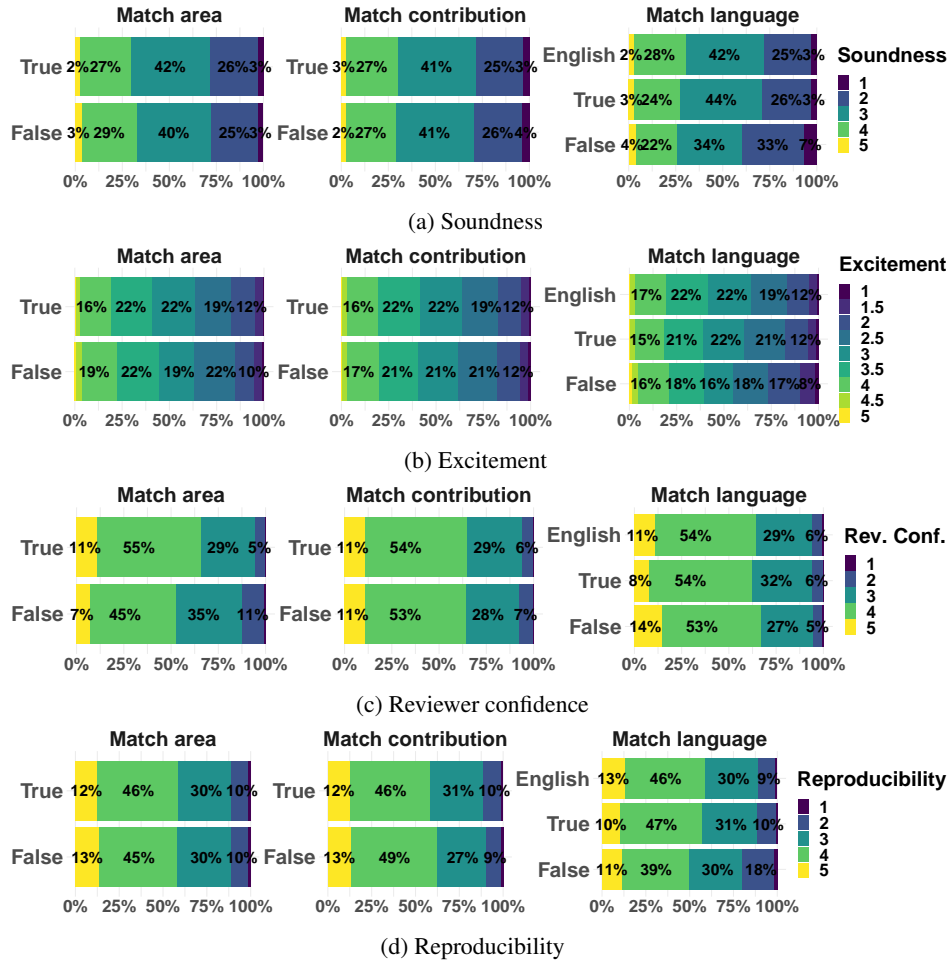 Match area Match contribution Match language
True 2% 27% 42% 26% 3% True 3% 27% 41% 25% 3% English 2% 28% 42% 25% 3%
True 3% 24% 44% 26% 3%
False 3% 29% 40% 25% 3% False 2% 27% 41% 26% 4% False 4% 22% 34% 33% 7%
0% 25% 50% 75% 100% 0% 25% 50% 75% 100% 0% 25% 50% 75% 100%
Soundness
1
2
3
4
5
(a) Soundness
Match area Match contribution Match language
True 16% 22% 22% 19% 12% True 16% 22% 22% 19% 12% English 17% 22% 22% 19% 12%
True 15% 21% 22% 21% 12%
False 19% 22% 19% 22% 10% False 17% 21% 21% 21% 12% False 16% 18% 16% 18% 17% 8%
0% 25% 50% 75% 100% 0% 25% 50% 75% 100% 0% 25% 50% 75% 100%
Excitement
1
1.5
2
2.5
3
3.5
4
4.5
5
(b) Excitement
Match area Match contribution Match language
True 11% 55% 29% 5% True 11% 54% 29% 6% English 11% 54% 29% 6%
True 8% 54% 32% 6%
False 7% 45% 35% 11% False 11% 53% 28% 7% False 14% 53% 27% 5%
0% 25% 50% 75% 100% 0% 25% 50% 75% 100% 0% 25% 50% 75% 100%
Rev. Conf.
1
2
3
4
5
(c) Reviewer confidence
Match area Match contribution Match language
True 12% 46% 30% 10% True 12% 46% 31% 10% English 13% 46% 30% 9%
True 10% 47% 31% 10%
False 13% 45% 30% 10% False 13% 49% 27% 9% False 11% 39% 30% 18%
0% 25% 50% 75% 100% 0% 25% 50% 75% 100% 0% 25% 50% 75% 100%
Reproducibility
1
2
3
4
5
(d) Reproducibility